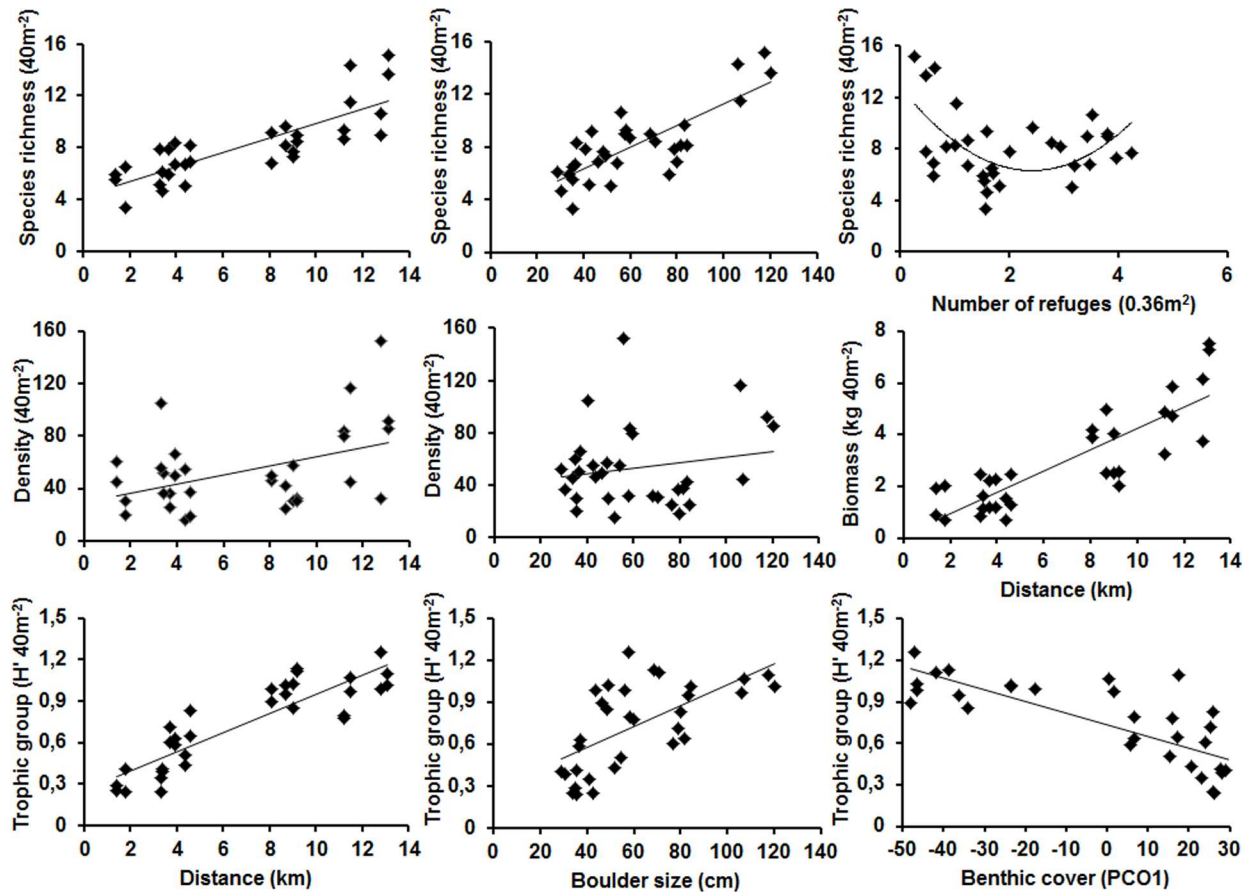 Species richness (40m-2)
16
12
8
4
0
0 2 4 6 8 10 12 14
Species richness (40m-2)
16
12
8
4
0
0 20 40 60 80 100 120 140
Species richness (40m-2)
16
12
8
4
0
0 2 4 6
Number of refuges (0.36m2)
Density (40m-2)
160
120
80
40
0
0 2 4 6 8 10 12 14
Density (40m-2)
160
120
80
40
0
0 20 40 60 80 100 120 140
Biomass (kg 40m-2)
8
6
4
2
0
0 2 4 6 8 10 12 14
Distance (km)
Trophic group (H' 40m-2)
1,5
1.2
0.9
0.6
0.3
0
0 2 4 6 8 10 12 14
Distance (km)
Trophic group (H' 40m-2)
1,5
1.2
0.9
0.6
0.3
0
0 20 40 60 80 100 120 140
Boulder size (cm)
Trophic group (H' 40m-2)
1,5
1.2
0.9
0.6
0.3
0
-50 -40 -30 -20 -10 0 10 20 30
Benthic cover (PCO1)